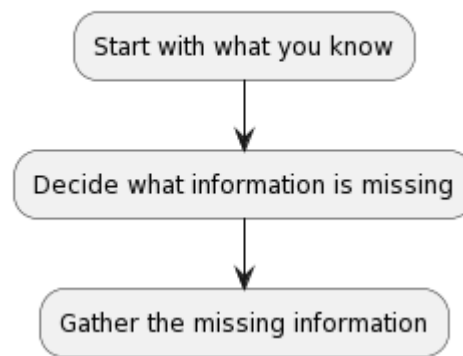 Start with what you know
Decide what information is missing
Gather the missing information